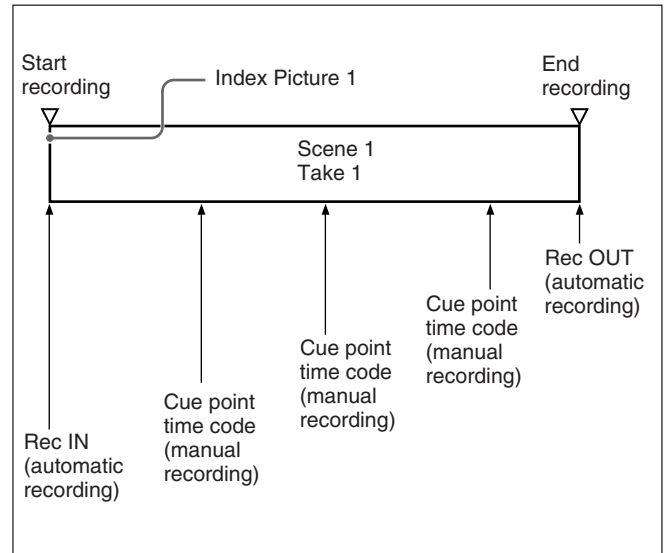 Start
recording
Index Picture 1
End
recording
Scene 1
Take 1
Rec OUT
(automatic
recording)
Cue point
time code
(manual
recording)
Cue point
time code
(manual
recording)
Cue point
time code
(manual
recording)
Rec IN
(automatic
recording)